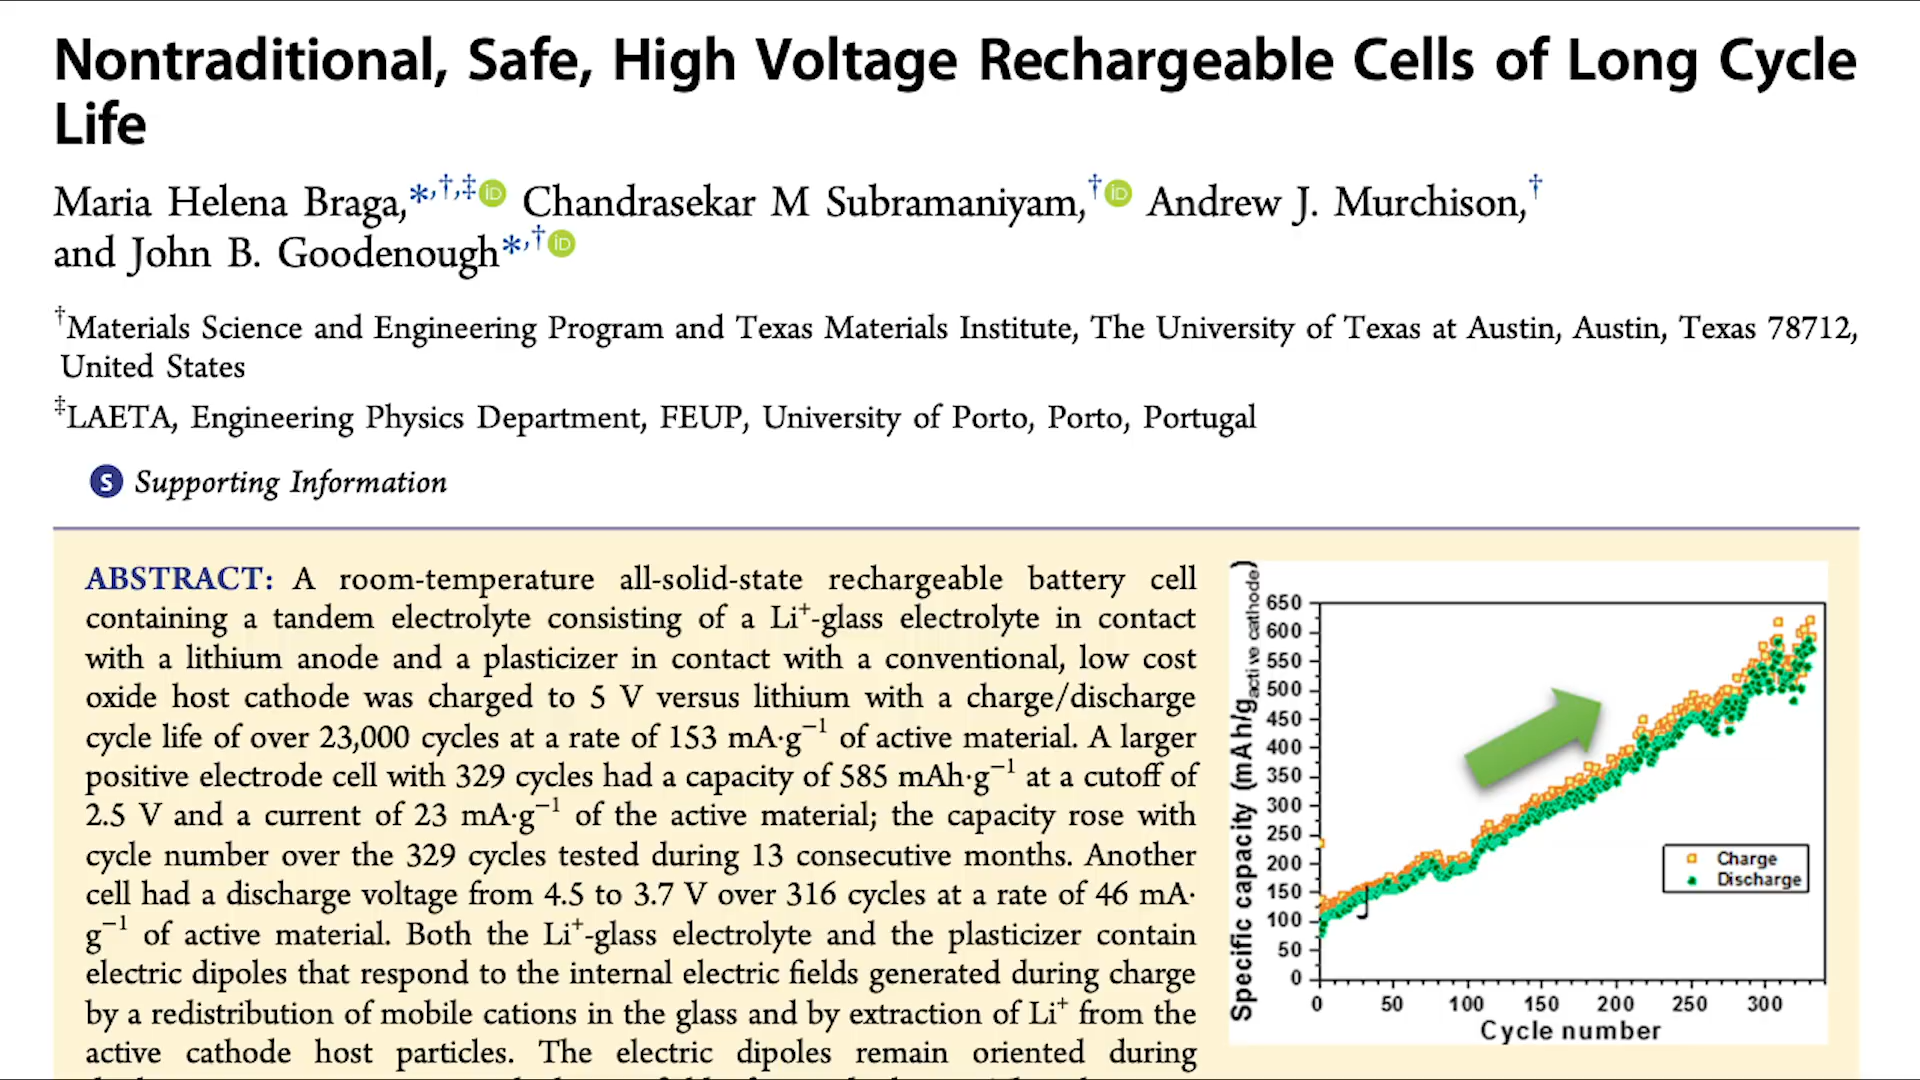 Nontraditional, Safe, High Voltage Rechargeable Cells of Long Cycle
Life
Maria Helena Braga,*,†,‡ iD Chandrasekar M Subramaniyam,† iD Andrew J. Murchison,†
and John B. Goodenough*,† iD
†Materials Science and Engineering Program and Texas Materials Institute, The University of Texas at Austin, Austin, Texas 78712,
United States
‡LAETA, Engineering Physics Department, FEUP, University of Porto, Porto, Portugal
S Supporting Information
ABSTRACT: A room-temperature all-solid-state rechargeable battery cell
containing a tandem electrolyte consisting of a Li⁺-glass electrolyte in contact
with a lithium anode and a plasticizer in contact with a conventional, low cost
oxide host cathode was charged to 5 V versus lithium with a charge/discharge
cycle life of over 23,000 cycles at a rate of 153 mA·g⁻¹ of active material. A larger
positive electrode cell with 329 cycles had a capacity of 585 mAh·g⁻¹ at a cutoff of
2.5 V and a current of 23 mA·g⁻¹ of the active material; the capacity rose with
cycle number over the 329 cycles tested during 13 consecutive months. Another
cell had a discharge voltage from 4.5 to 3.7 V over 316 cycles at a rate of 46 mA·
g⁻¹ of active material. Both the Li⁺-glass electrolyte and the plasticizer contain
electric dipoles that respond to the internal electric fields generated during charge
by a redistribution of mobile cations in the glass and by extraction of Li⁺ from the
active cathode host particles. The electric dipoles remain oriented during
Specific capacity (mAh/g active cathode)
650
600
550
500
450
400
350
300
250
200
150
100
50
0
Charge
Discharge
0 50 100 150 200 250 300
Cycle number